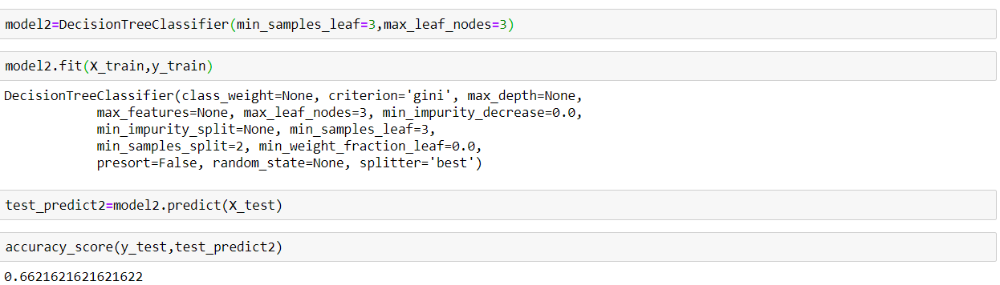 model2=DecisionTreeClassifier(min_samples_leaf=3,max_leaf_nodes=3)
model2.fit(X_train,y_train)
DecisionTreeClassifier(class_weight=None, criterion='gini', max_depth=None,
            max_features=None, max_leaf_nodes=3, min_impurity_decrease=0.0,
            min_impurity_split=None, min_samples_leaf=3,
            min_samples_split=2, min_weight_fraction_leaf=0.0,
            presort=False, random_state=None, splitter='best')
test_predict2=model2.predict(X_test)
accuracy_score(y_test,test_predict2)
0.6621621621621622